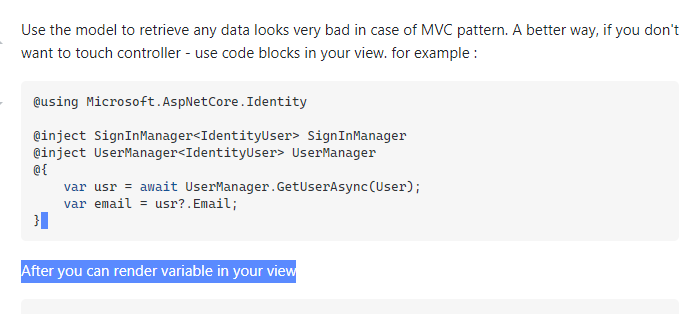 Use the model to retrieve any data looks very bad in case of MVC pattern. A better way, if you don't
want to touch controller - use code blocks in your view. for example :
@using Microsoft.AspNetCore.Identity
@inject SignInManager<IdentityUser> SignInManager
@inject UserManager<IdentityUser> UserManager
@{
    var usr = await UserManager.GetUserAsync(User);
    var email = usr?.Email;
}
After you can render variable in your view